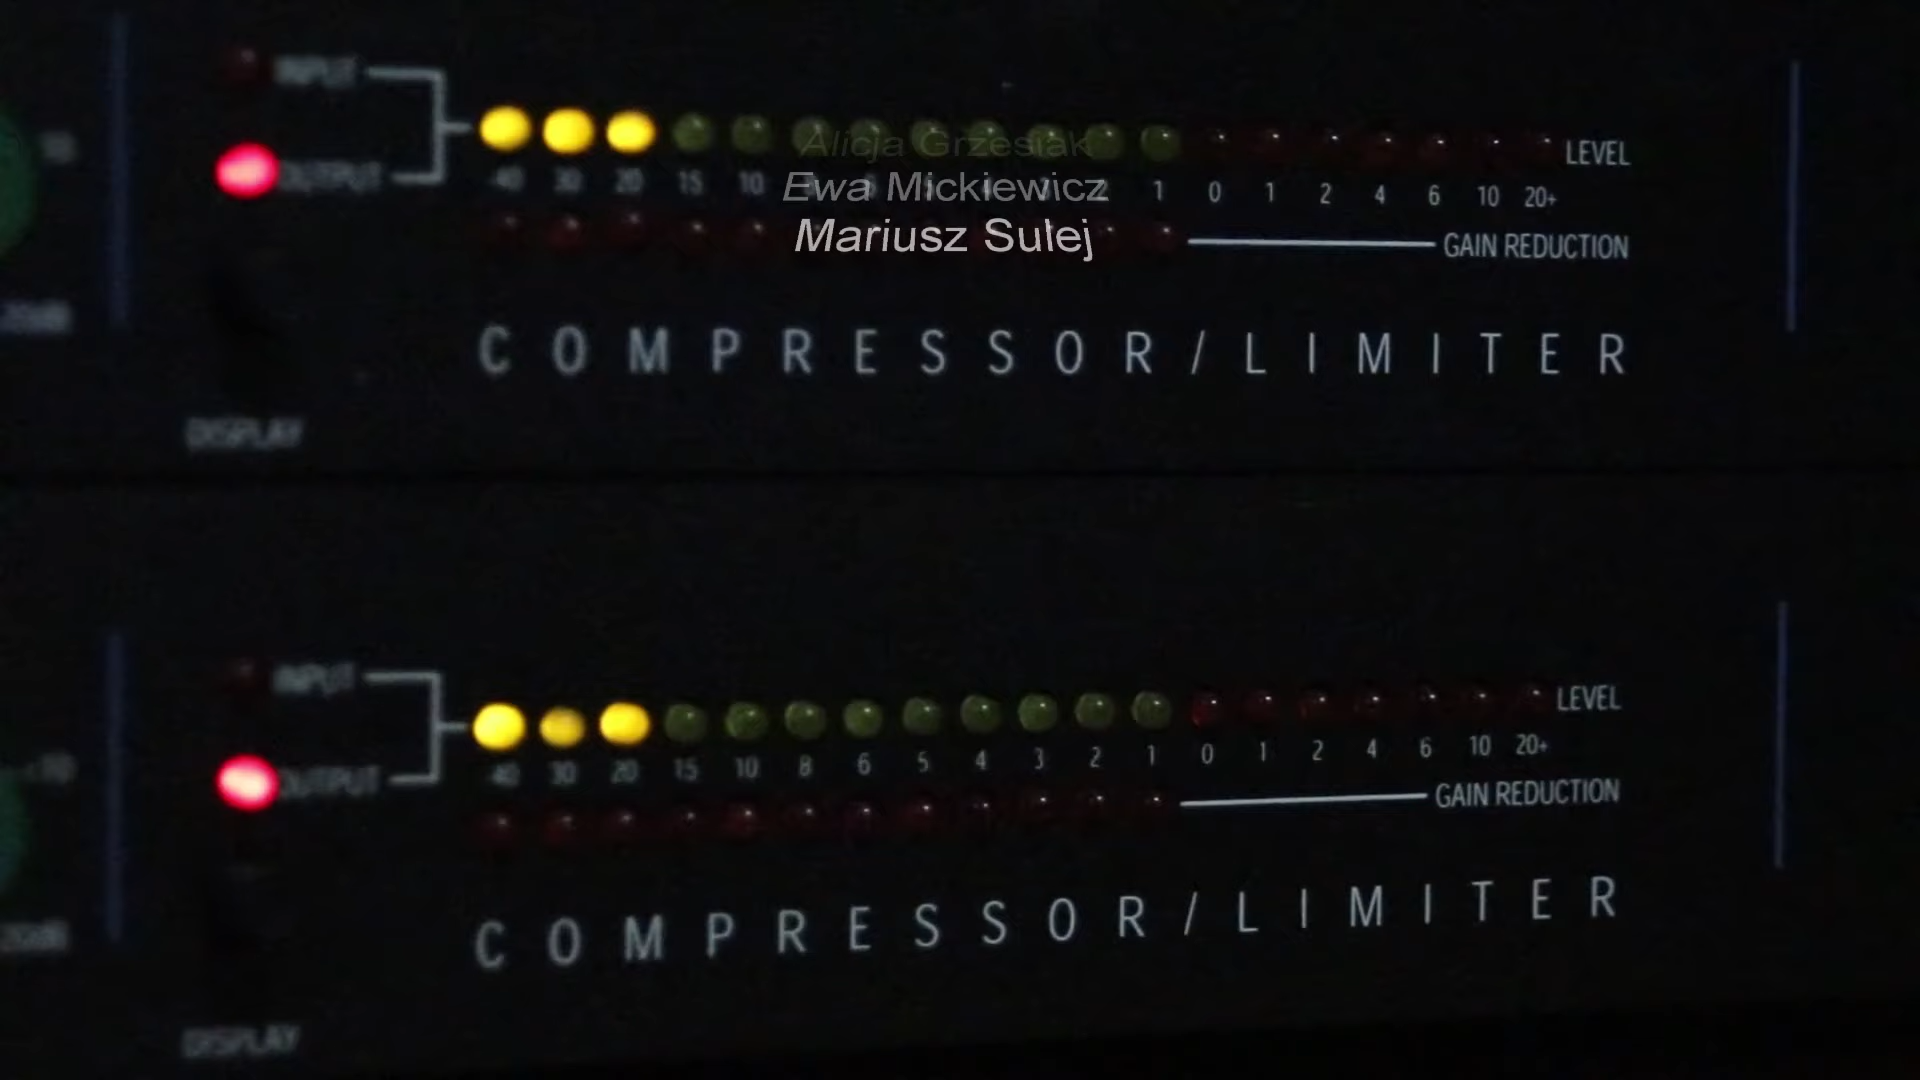 INPUT
OUTPUT
40 30 20 15 10 1 0 1 2 4 6 10 20+
LEVEL
GAIN REDUCTION
COMPRESSOR/LIMITER
DISPLAY
Alicja Grzesiak
Ewa Mickiewicz
Mariusz Sulej
INPUT
OUTPUT
40 30 20 15 10 8 6 5 4 3 2 1 0 1 2 4 6 10 20+
LEVEL
GAIN REDUCTION
COMPRESSOR/LIMITER
DISPLAY